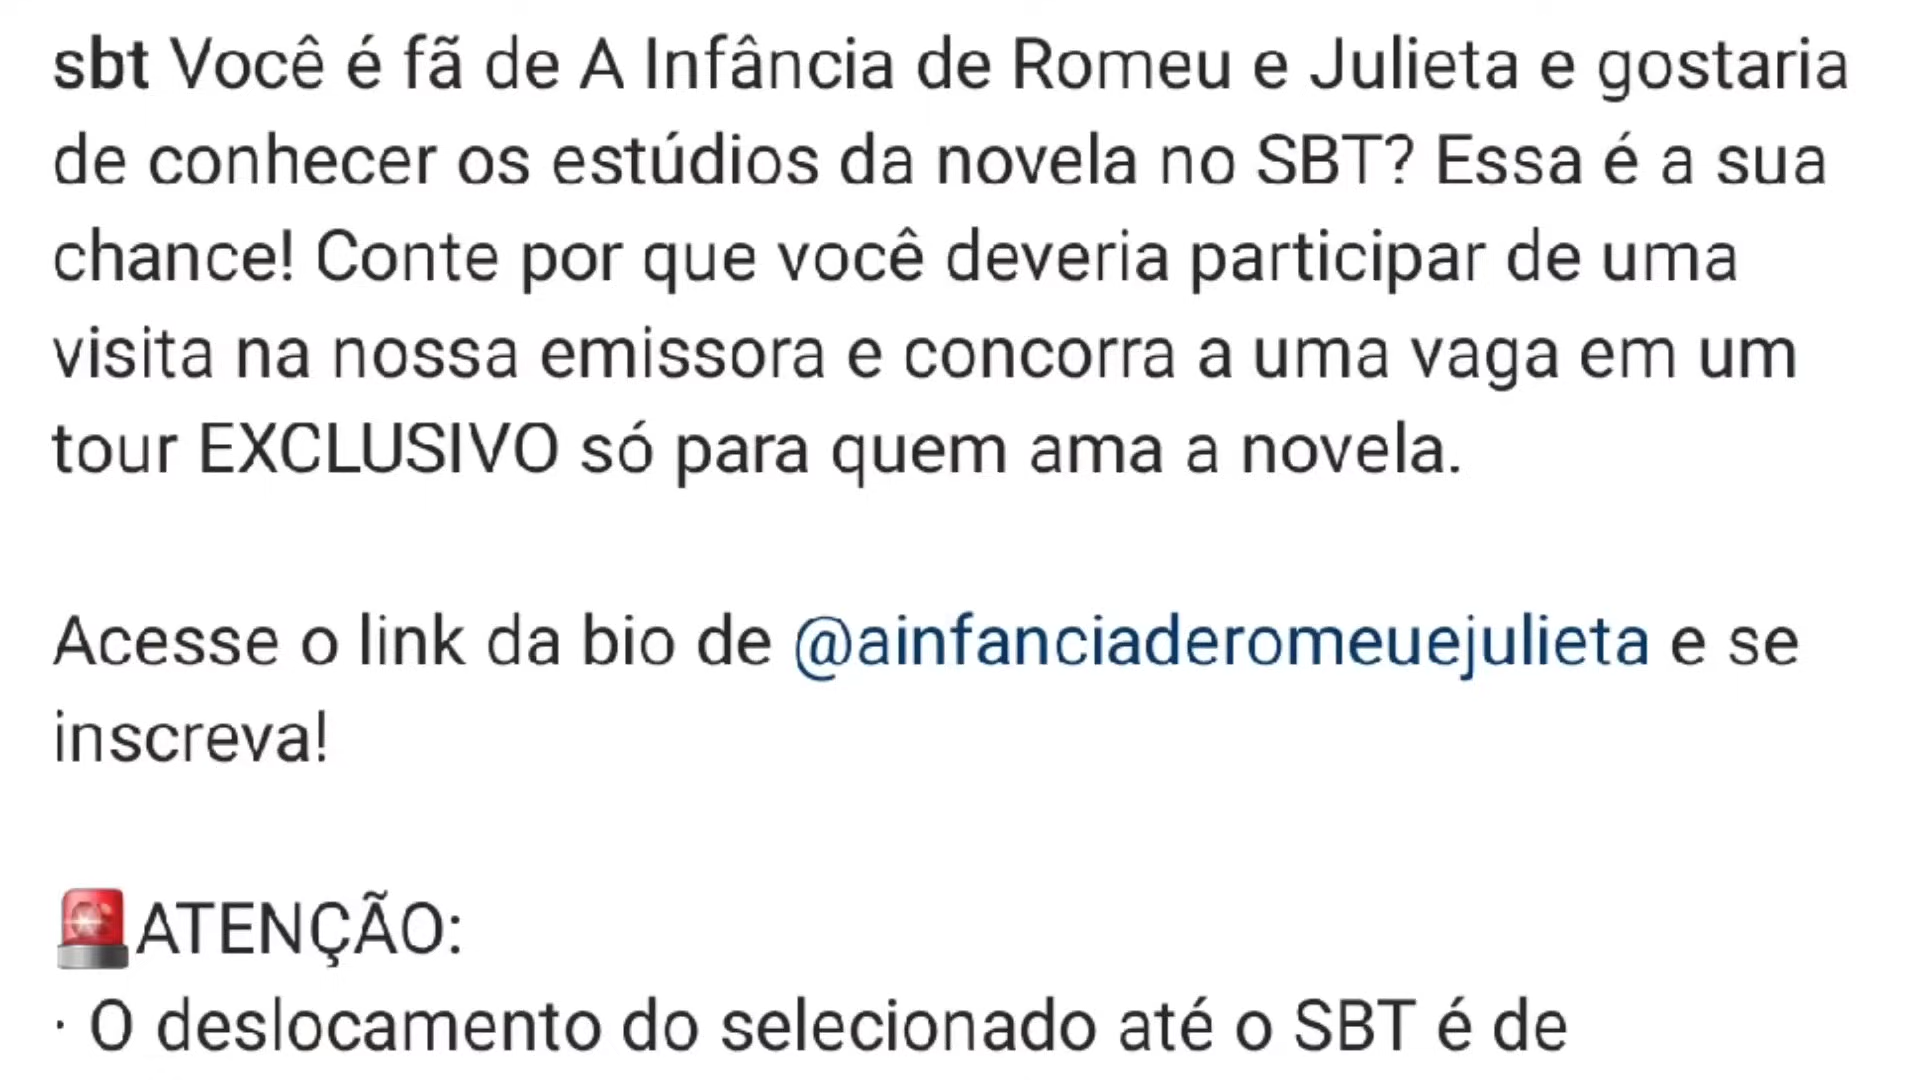 sbt Você é fã de A Infância de Romeu e Julieta e gostaria
de conhecer os estúdios da novela no SBT? Essa é a sua
chance! Conte por que você deveria participar de uma
visita na nossa emissora e concorra a uma vaga em um
tour EXCLUSIVO só para quem ama a novela.
Acesse o link da bio de @ainfanciaderomeuejulieta e se
inscreva!
🚨ATENÇÃO:
· O deslocamento do selecionado até o SBT é de